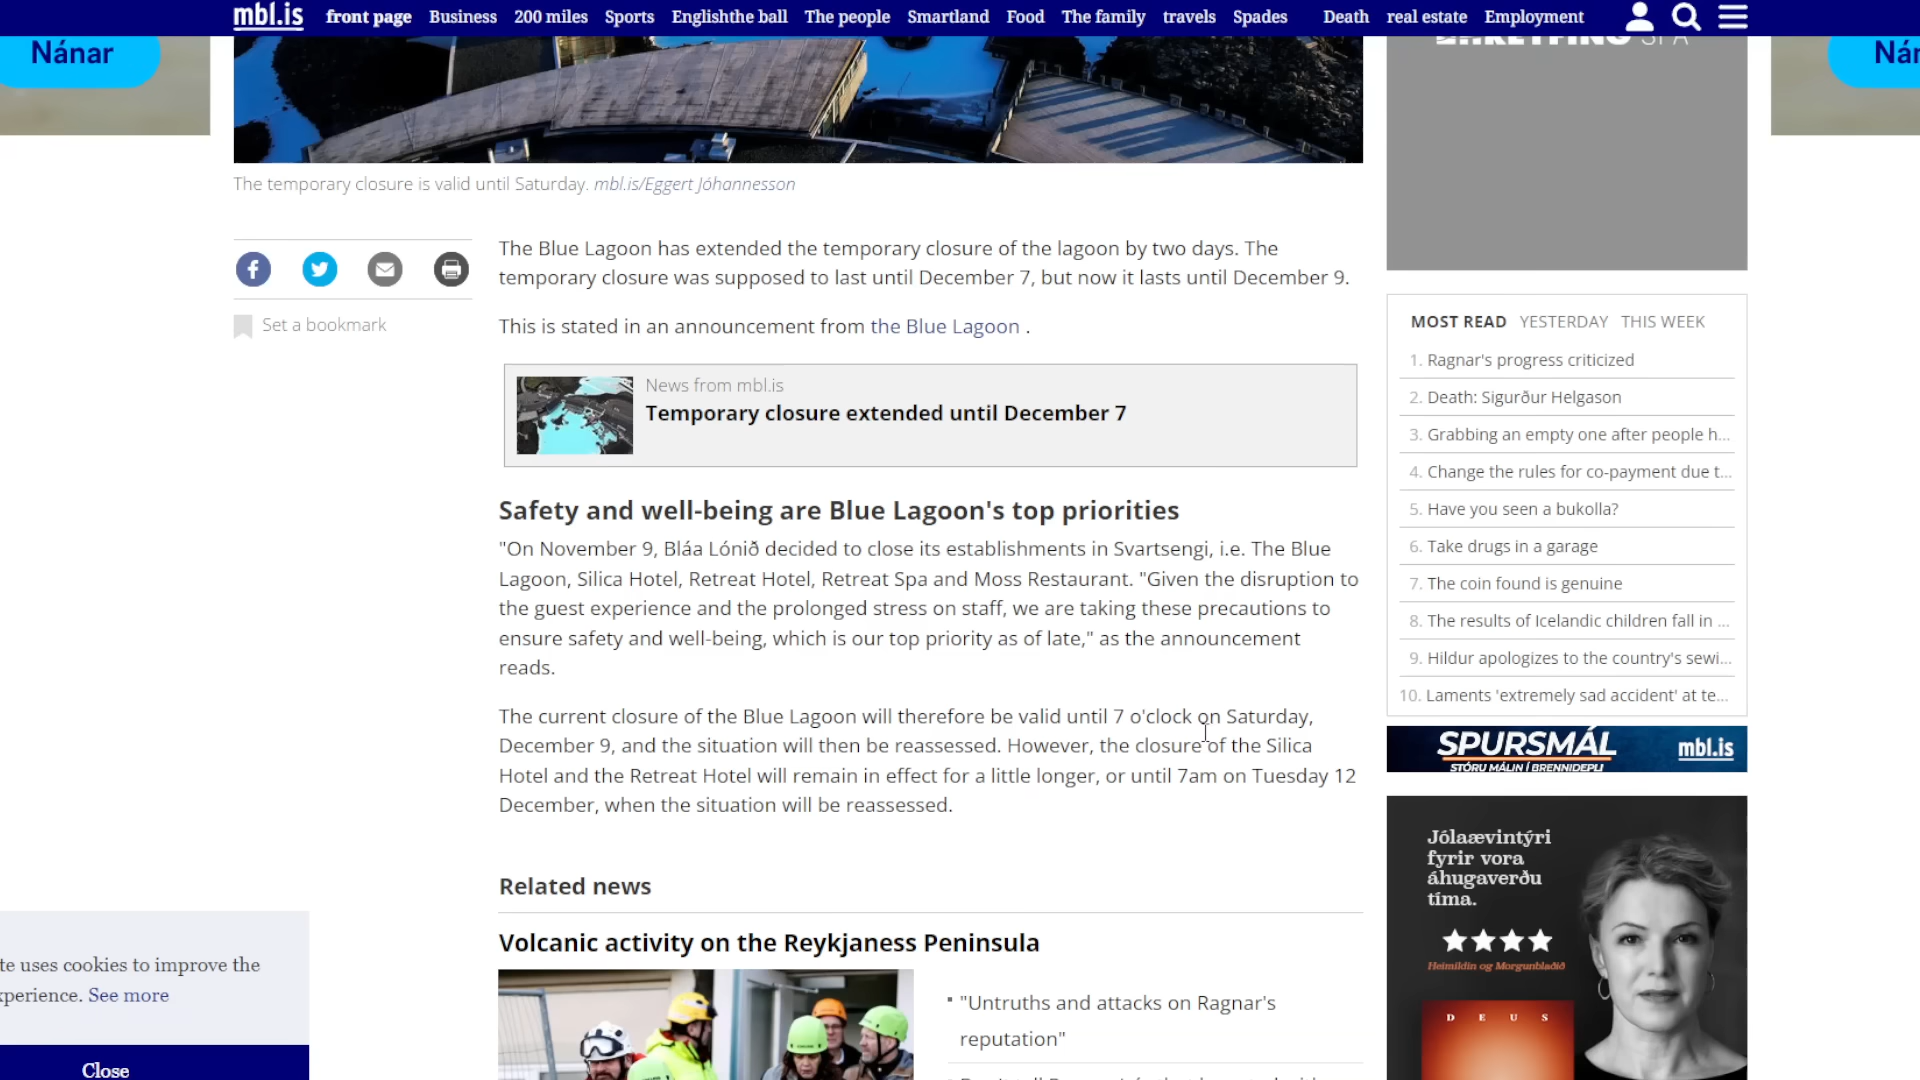 mbl.is front page Business 200 miles Sports Englishthe ball The people Smartland Food The family travels Spades Death real estate Employment
Nánar
The temporary closure is valid until Saturday. mbl.is/Eggert Jóhannesson
Set a bookmark
The Blue Lagoon has extended the temporary closure of the lagoon by two days. The
temporary closure was supposed to last until December 7, but now it lasts until December 9.
This is stated in an announcement from the Blue Lagoon .
News from mbl.is
Temporary closure extended until December 7
Safety and well-being are Blue Lagoon's top priorities
"On November 9, Bláa Lónið decided to close its establishments in Svartsengi, i.e. The Blue
Lagoon, Silica Hotel, Retreat Hotel, Retreat Spa and Moss Restaurant. "Given the disruption to
the guest experience and the prolonged stress on staff, we are taking these precautions to
ensure safety and well-being, which is our top priority as of late," as the announcement
reads.
The current closure of the Blue Lagoon will therefore be valid until 7 o'clock on Saturday,
December 9, and the situation will then be reassessed. However, the closure of the Silica
Hotel and the Retreat Hotel will remain in effect for a little longer, or until 7am on Tuesday 12
December, when the situation will be reassessed.
Related news
Volcanic activity on the Reykjaness Peninsula
"Untruths and attacks on Ragnar's
reputation"
MOST READ YESTERDAY THIS WEEK
1. Ragnar's progress criticized
2. Death: Sigurður Helgason
3. Grabbing an empty one after people h...
4. Change the rules for co-payment due t...
5. Have you seen a bukolla?
6. Take drugs in a garage
7. The coin found is genuine
8. The results of Icelandic children fall in ...
9. Hildur apologizes to the country's sewi...
10. Laments 'extremely sad accident' at te...
SPURSMÁL mbl.is
STÓRU MÁLIN Í BRENNIDEPLI
Jólaævintýri
fyrir vora
áhugaverðu
tíma.
Heimildin og Morgunblaðið
DEUS
te uses cookies to improve the
xperience. See more
Close